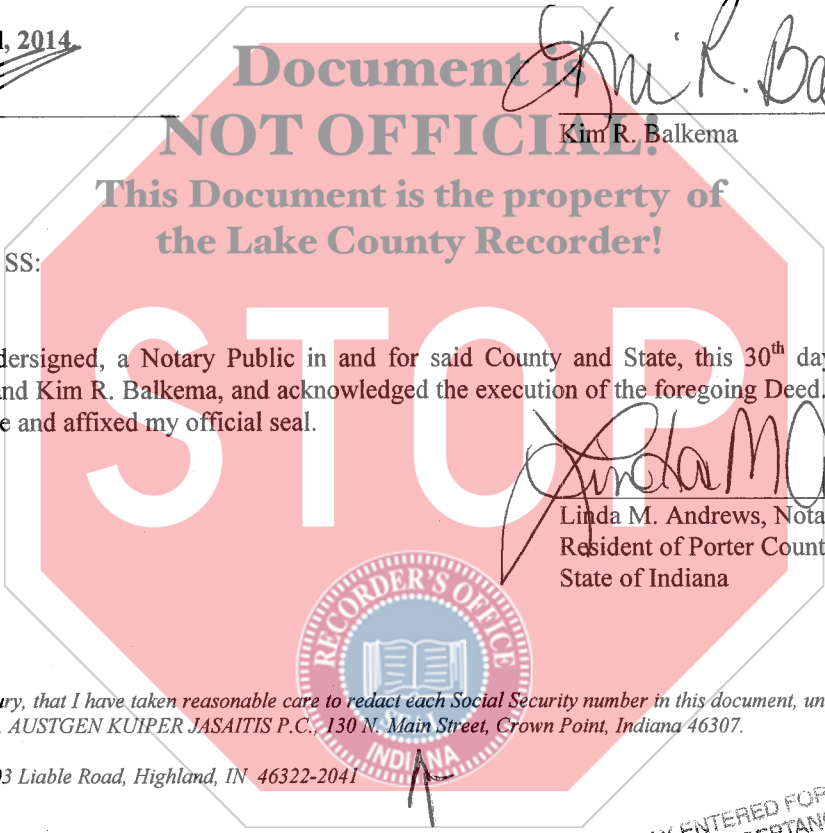 2014
Document is
NOT OFFICIAL!
Kim R. Balkema
This Document is the property of
the Lake County Recorder!
SS:
STOP
dersigned, a Notary Public in and for said County and State, this 30th day
nd Kim R. Balkema, and acknowledged the execution of the foregoing Deed.
e and affixed my official seal.
Linda M. Andrews, Nota
Resident of Porter Count
State of Indiana
RECORDER'S OFFICE
ury, that I have taken reasonable care to redact each Social Security number in this document, un
AUSTGEN KUIPER JASAITIS P.C., 130 N. Main Street, Crown Point, Indiana 46307.
INDIANA
3 Liable Road, Highland, IN 46322-2041
ENTERED FOR